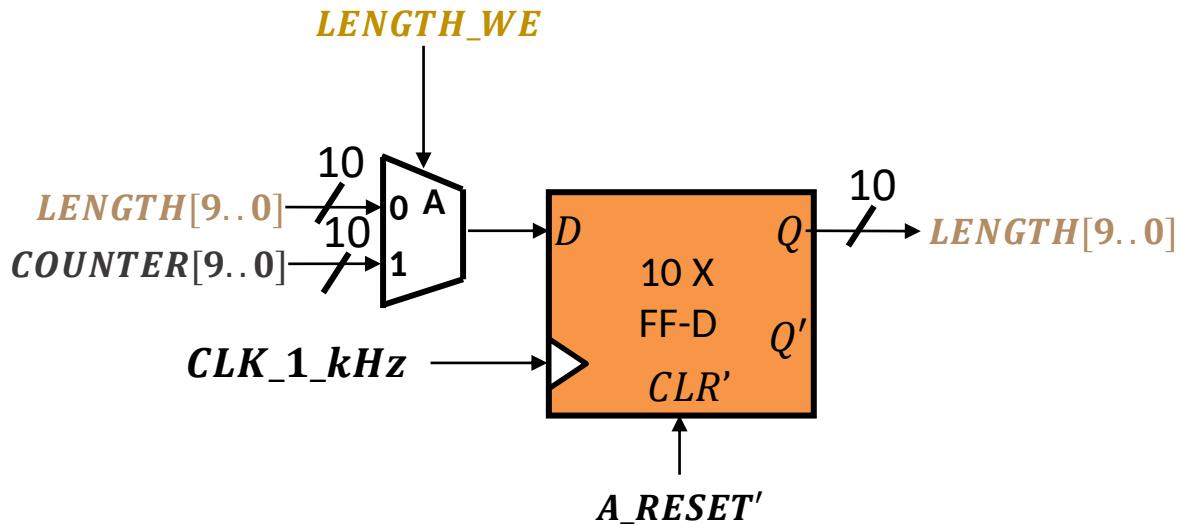 LENGTH_WE
10
LENGTH[9..0]
0
A
10
COUNTER[9..0]
1
D
Q
10
LENGTH[9..0]
10 X
FF-D
Q′
CLK_1_kHz
CLR'
A_RESET′